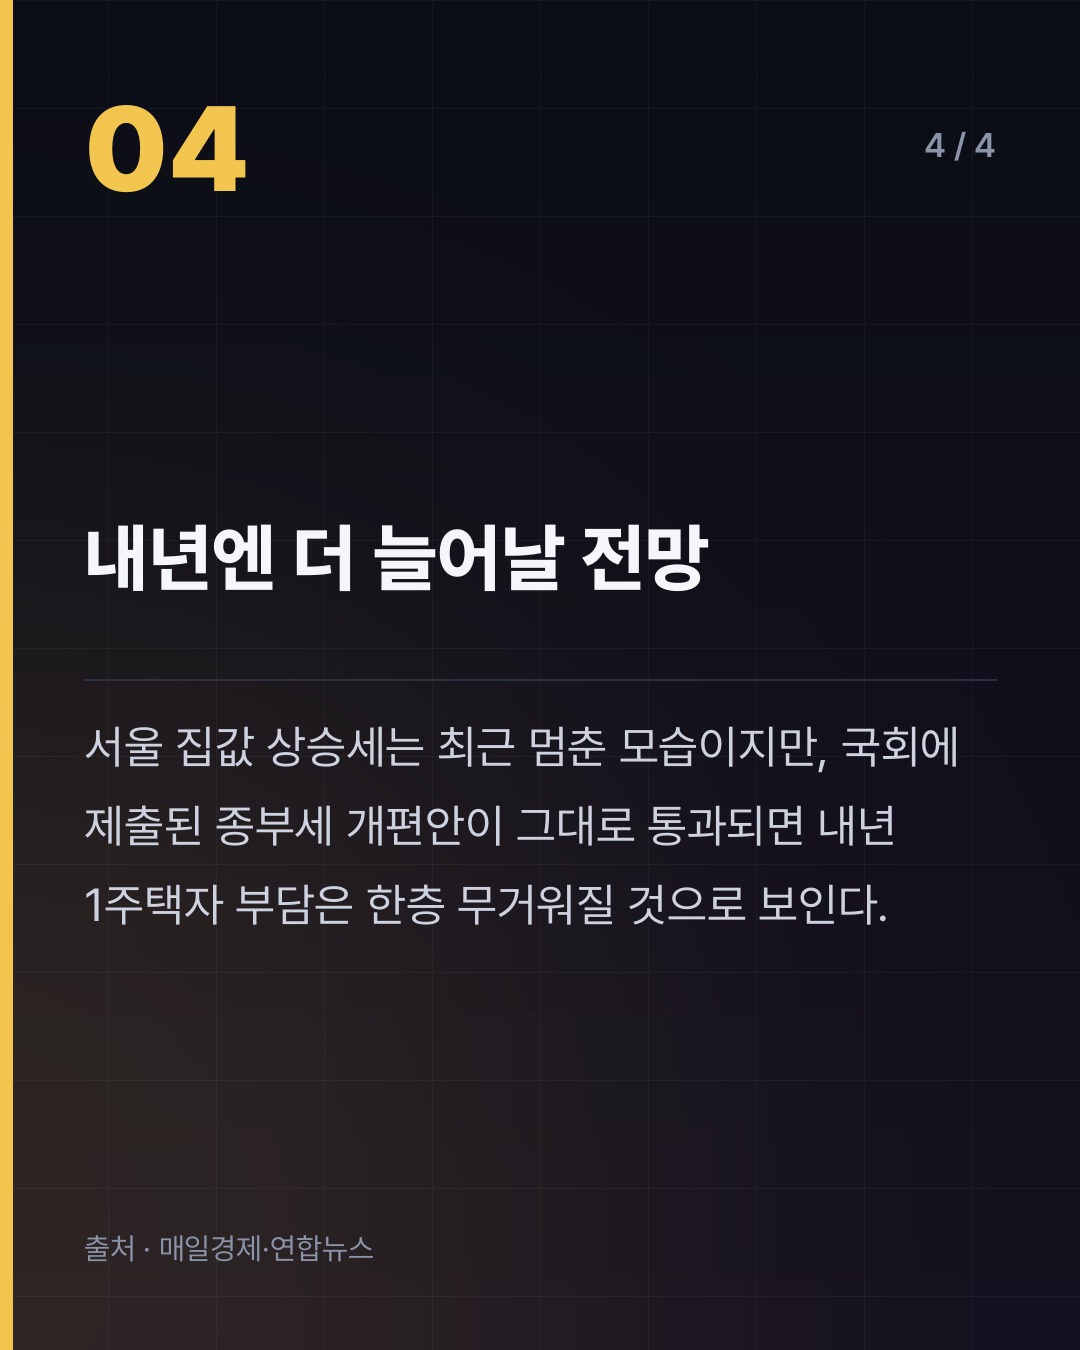 04
4 / 4
내년엔 더 늘어날 전망
서울 집값 상승세는 최근 멈춘 모습이지만, 국회에
제출된 종부세 개편안이 그대로 통과되면 내년
1주택자 부담은 한층 무거워질 것으로 보인다.
출처 · 매일경제·연합뉴스